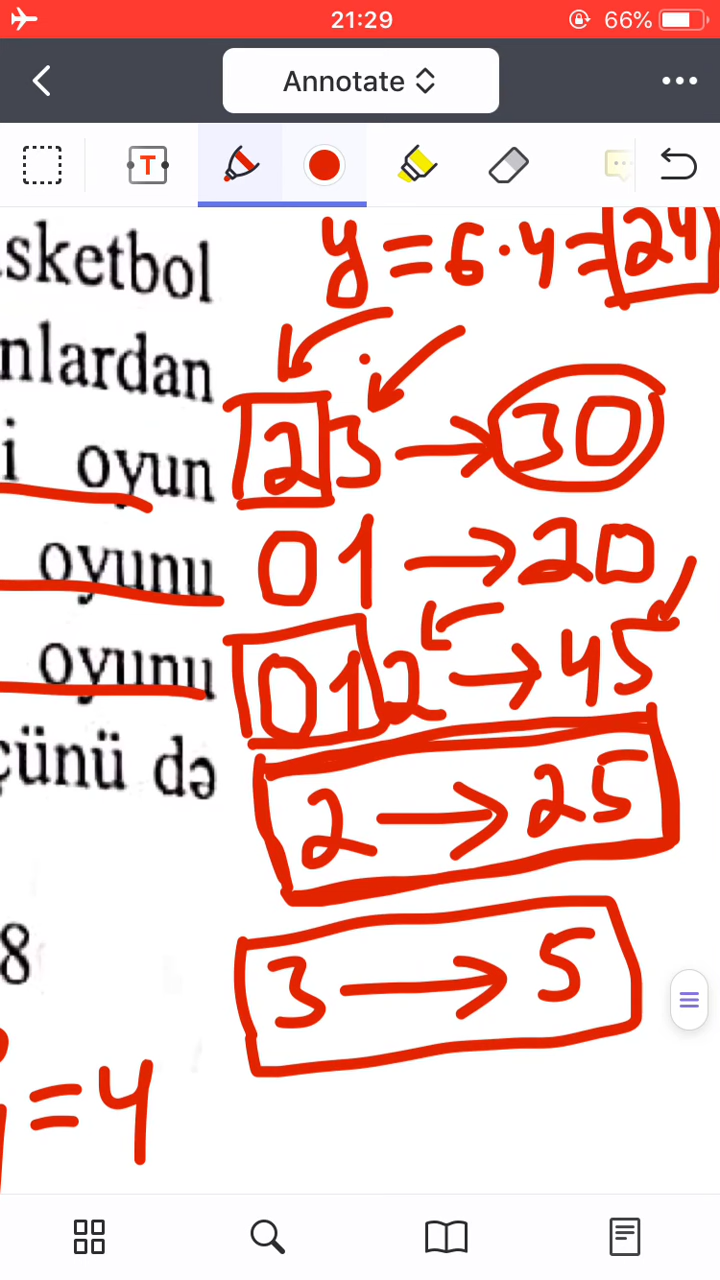 21:29
66%
Annotate
T
sketbol
y = 6·4 = 24
nlardan
i oyun
23 → 30
oyunu
01 → 20
oyunu
012 → 45
çünü də
2 → 25
8
3 → 5
= 4